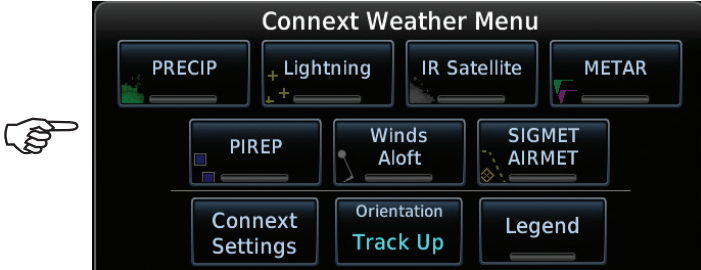 Connext Weather Menu
PRECIP
Lightning
IR Satellite
METAR
PIREP
Winds
Aloft
SIGMET
AIRMET
Connext
Settings
Orientation
Track Up
Legend